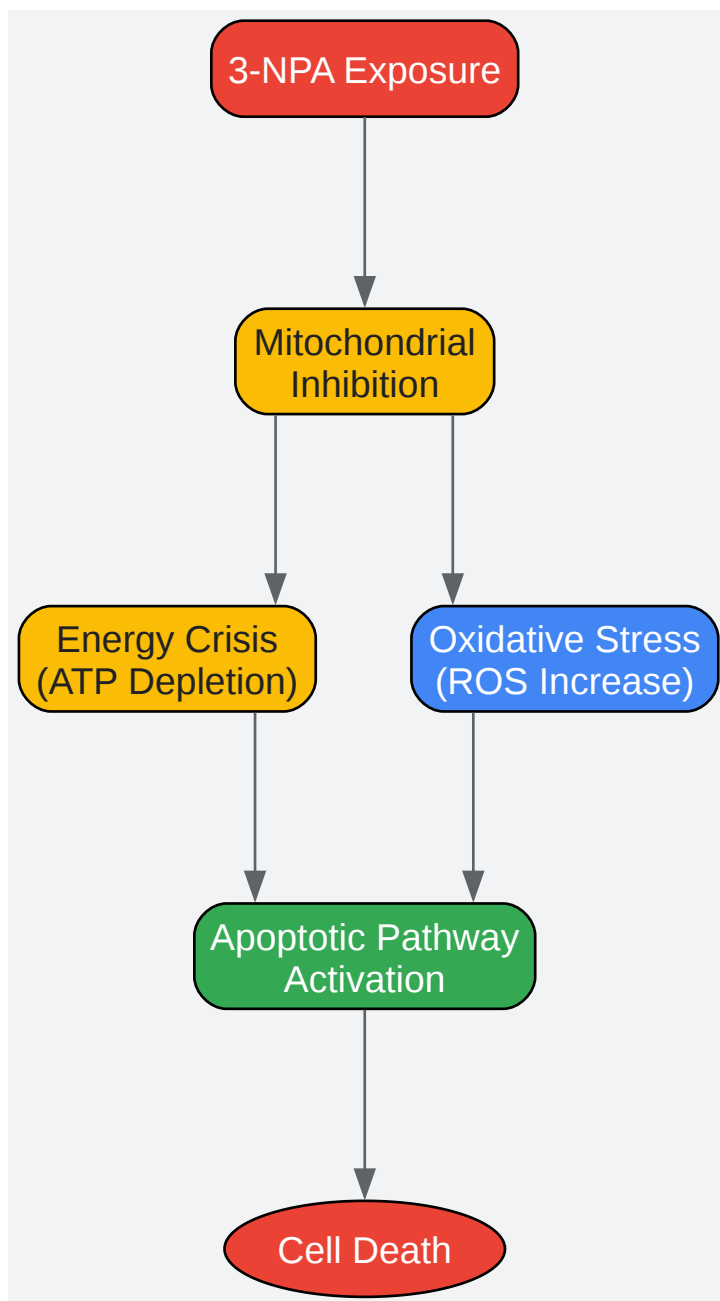 3-NPA Exposure
Mitochondrial
Inhibition
Energy Crisis
(ATP Depletion)
Oxidative Stress
(ROS Increase)
Apoptotic Pathway
Activation
Cell Death